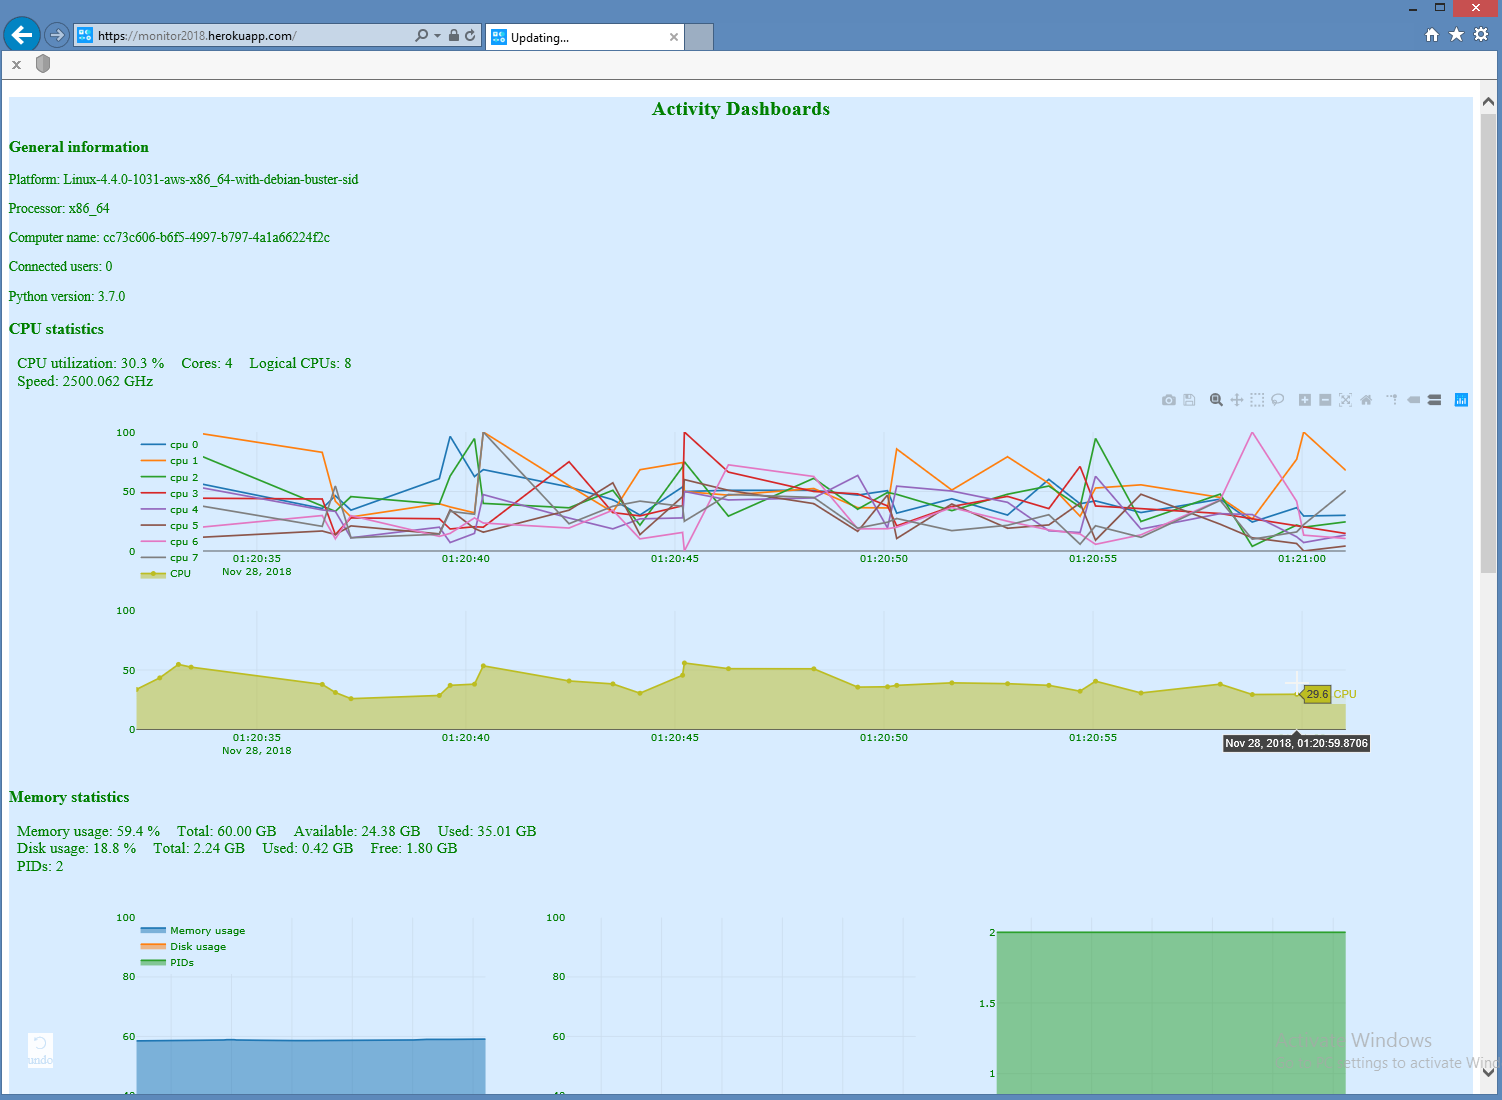 https://monitor2018.herokuapp.com/
Updating...
Activity Dashboards
General information
Platform: Linux-4.4.0-1031-aws-x86_64-with-debian-buster-sid
Processor: x86_64
Computer name: cc73c606-b6f5-4997-b797-4a1a66224f2c
Connected users: 0
Python version: 3.7.0
CPU statistics
CPU utilization: 30.3 % Cores: 4 Logical CPUs: 8
Speed: 2500.062 GHz
100
50
0
cpu 0
cpu 1
cpu 2
cpu 3
cpu 4
cpu 5
cpu 6
cpu 7
CPU
01:20:35 01:20:40 01:20:45 01:20:50 01:20:55 01:21:00
Nov 28, 2018
100
50
0
29.6 CPU
01:20:35 01:20:40 01:20:45 01:20:50 01:20:55
Nov 28, 2018
Nov 28, 2018, 01:20:59.8706
Memory statistics
Memory usage: 59.4 % Total: 60.00 GB Available: 24.38 GB Used: 35.01 GB
Disk usage: 18.8 % Total: 2.24 GB Used: 0.42 GB Free: 1.80 GB
PIDs: 2
100
80
60
Memory usage
Disk usage
PIDs
100
80
60
2
1.5
1
undo
Windows
settings to activate Wind